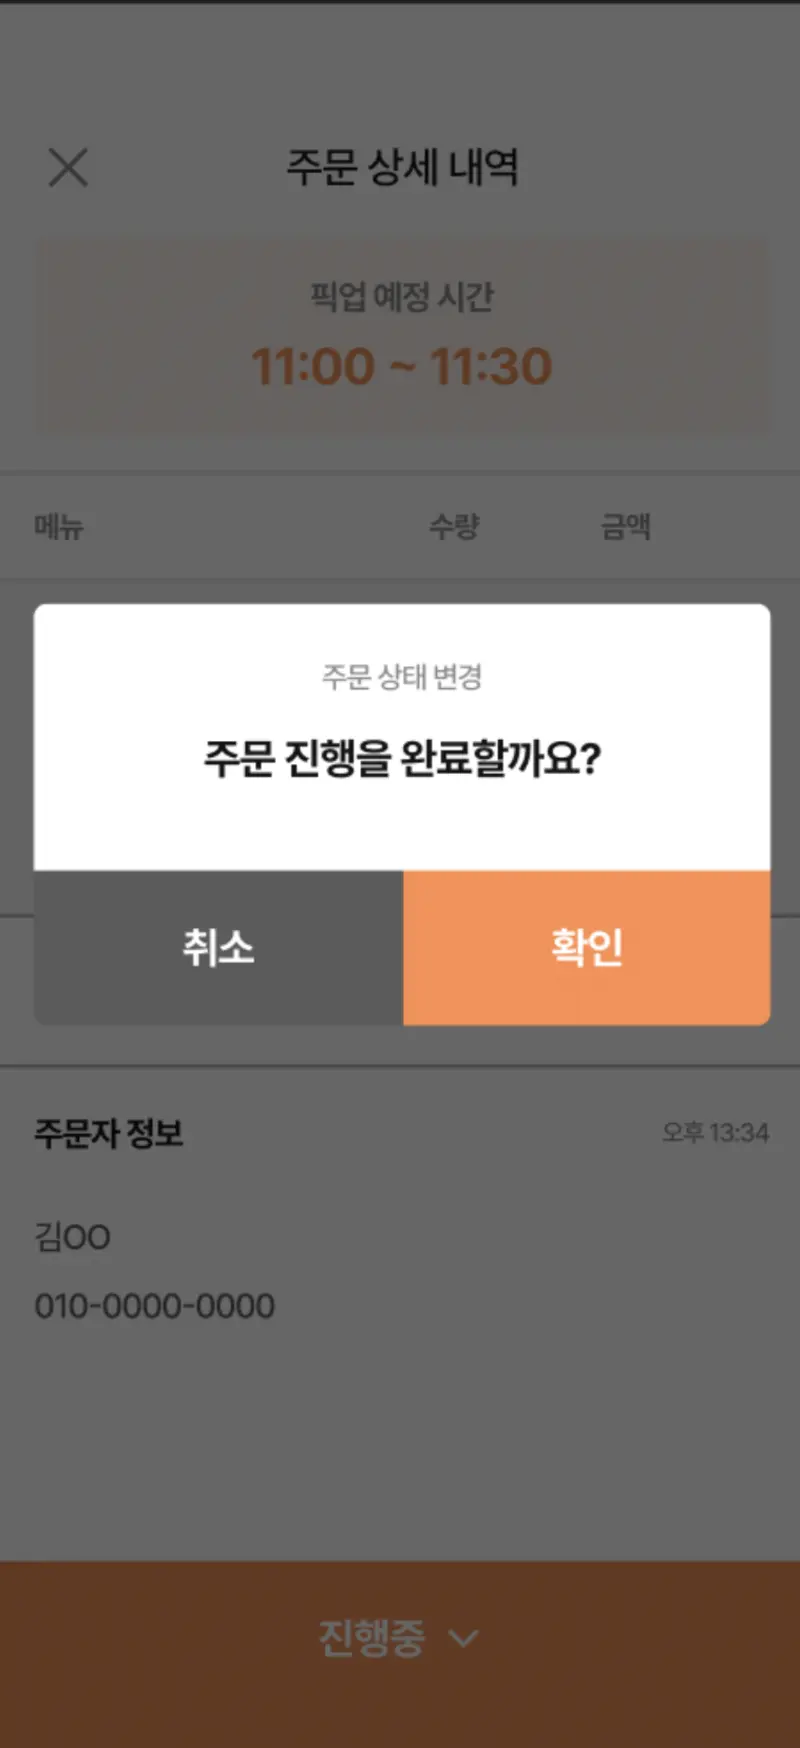 주문 상세 내역
픽업 예정 시간
11:00 ~ 11:30
메뉴 수량 금액
주문 상태 변경
주문 진행을 완료할까요?
취소 확인
주문자 정보 오후 13:34
김OO
010-0000-0000
진행중